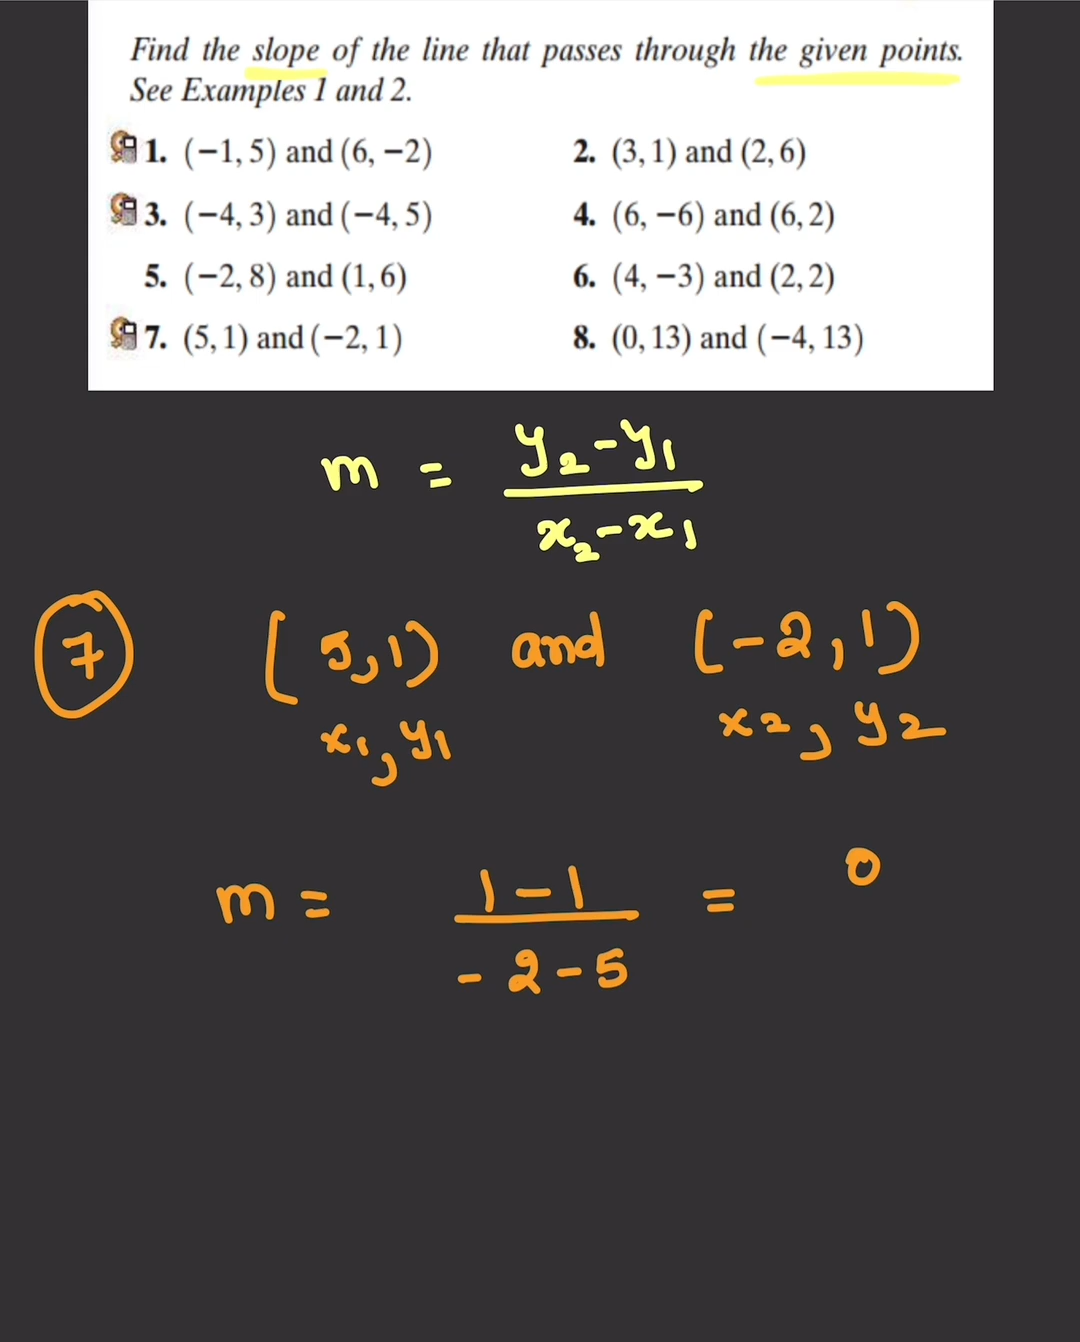 Find the slope of the line that passes through the given points.
See Examples 1 and 2.
1. (−1, 5) and (6, −2) 2. (3, 1) and (2, 6)
3. (−4, 3) and (−4, 5) 4. (6, −6) and (6, 2)
5. (−2, 8) and (1, 6) 6. (4, −3) and (2, 2)
7. (5, 1) and (−2, 1) 8. (0, 13) and (−4, 13)
m = y₂-y₁
x₂-x₁
7 (5,1) and (-2,1)
x₁, y₁ x₂, y₂
m = 1-1 = 0
-2-5